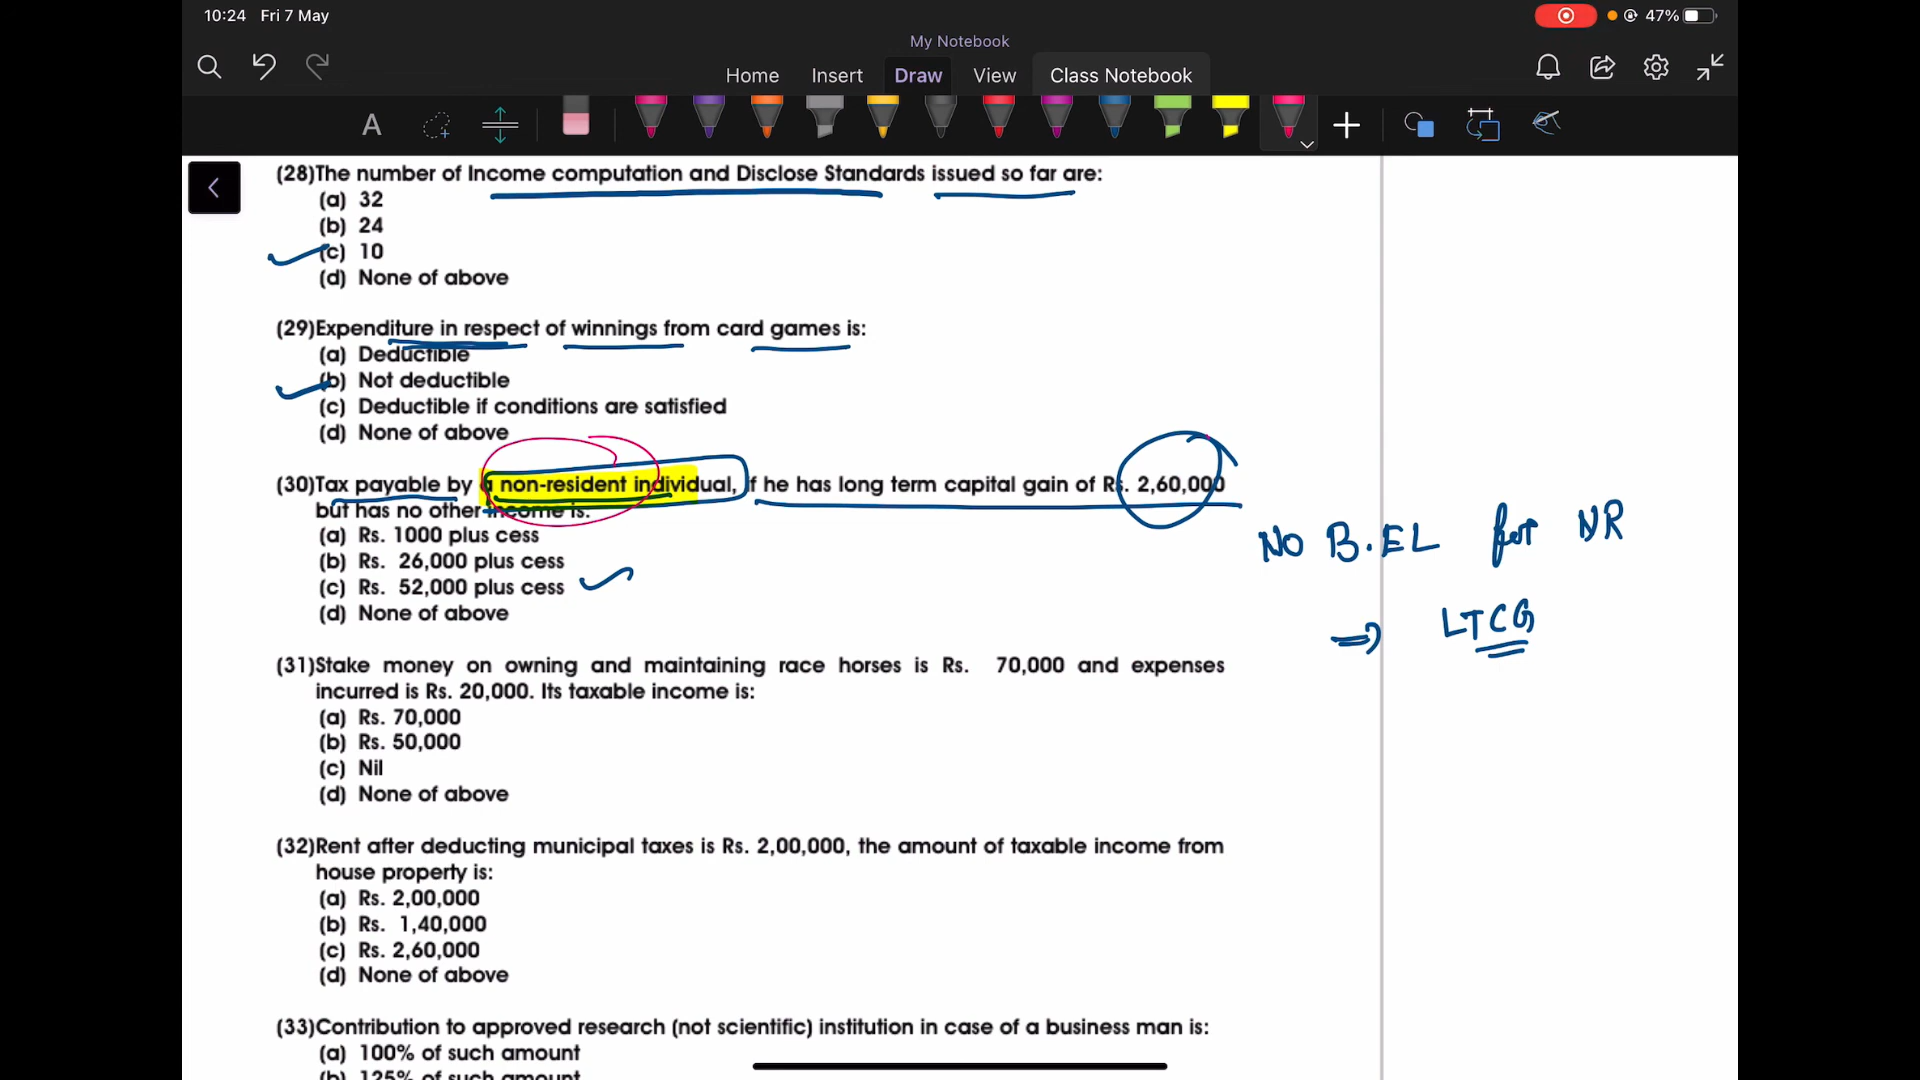 10:24 Fri 7 May
47%
My Notebook
Home Insert Draw View Class Notebook
A
(28)The number of Income computation and Disclose Standards issued so far are:
(a) 32
(b) 24
(c) 10
(d) None of above
(29)Expenditure in respect of winnings from card games is:
(a) Deductible
(b) Not deductible
(c) Deductible if conditions are satisfied
(d) None of above
(30)Tax payable by a non-resident individual, if he has long term capital gain of Rs. 2,60,000
but has no other income is:
(a) Rs. 1000 plus cess
(b) Rs. 26,000 plus cess
(c) Rs. 52,000 plus cess
(d) None of above
NO B.EL for NR
⇒ LTCG
(31)Stake money on owning and maintaining race horses is Rs. 70,000 and expenses
incurred is Rs. 20,000. Its taxable income is:
(a) Rs. 70,000
(b) Rs. 50,000
(c) Nil
(d) None of above
(32)Rent after deducting municipal taxes is Rs. 2,00,000, the amount of taxable income from
house property is:
(a) Rs. 2,00,000
(b) Rs. 1,40,000
(c) Rs. 2,60,000
(d) None of above
(33)Contribution to approved research (not scientific) institution in case of a business man is:
(a) 100% of such amount
(b) 125% of such amount